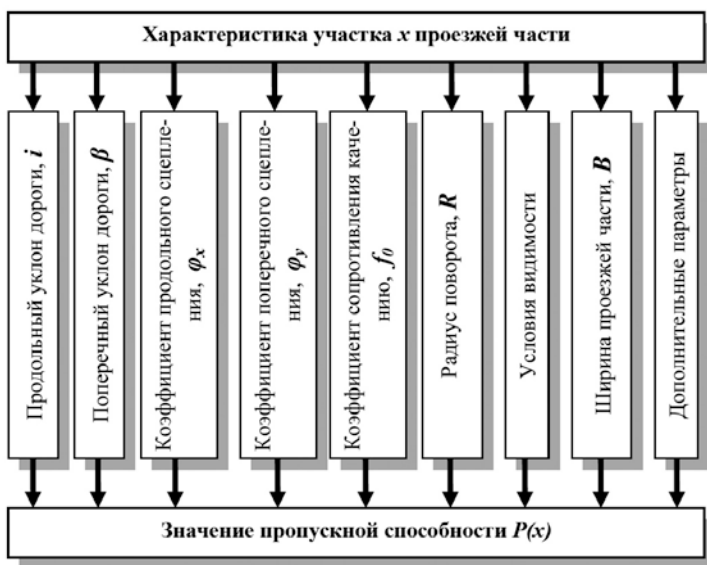 Характеристика участка x проезжей части
Продольный уклон дороги, i
Поперечный уклон дороги, β
Коэффициент продольного сцепле-
ния, φx
Коэффициент поперечного сцепле-
ния, φy
Коэффициент сопротивления каче-
нию, f0
Радиус поворота, R
Условия видимости
Ширина проезжей части, B
Дополнительные параметры
Значение пропускной способности P(x)